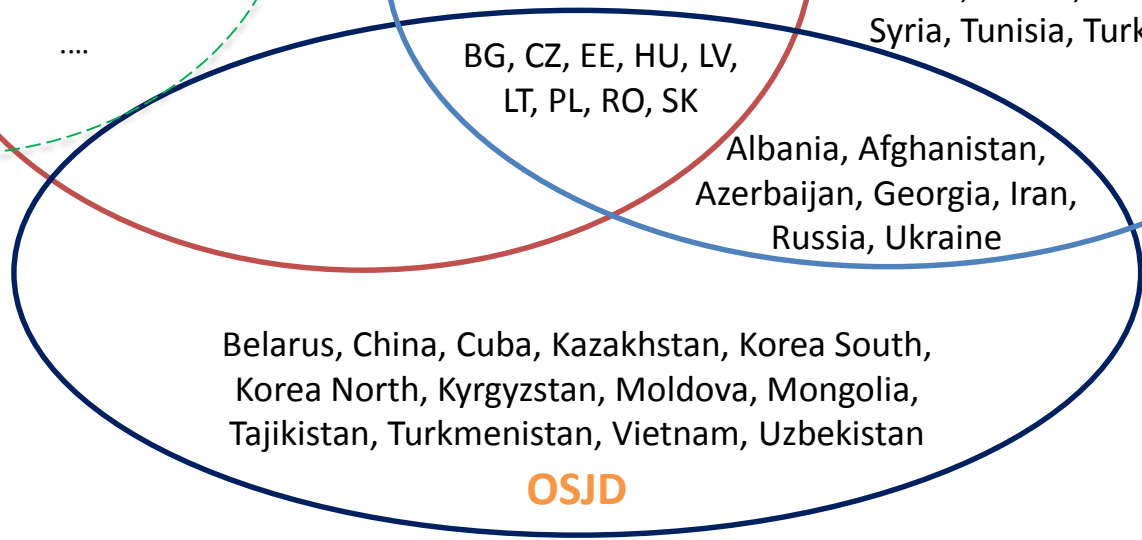 ....
Syria, Tunisia,
BG, CZ, EE, HU, LV,
LT, PL, RO, SK
Albania, Afghanistan,
Azerbaijan, Georgia, Iran,
Russia, Ukraine
Belarus, China, Cuba, Kazakhstan, Korea South,
Korea North, Kyrgyzstan, Moldova, Mongolia,
Tajikistan, Turkmenistan, Vietnam, Uzbekistan
OSJD